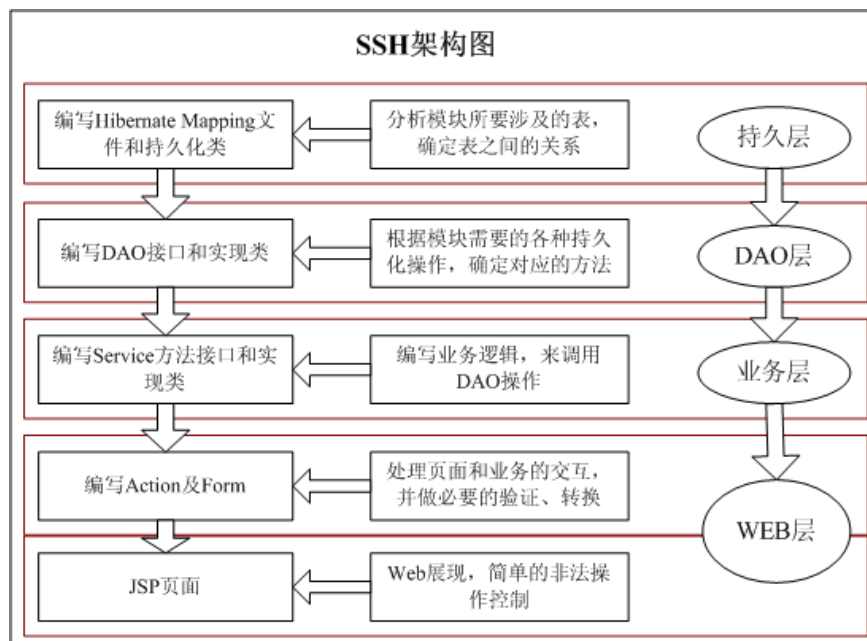 SSH架构图
编写Hibernate Mapping文
件和持久化类
分析模块所要涉及的表，
确定表之间的关系
持久层
编写DAO接口和实现类
根据模块需要的各种持久
化操作，确定对应的方法
DAO层
编写Service方法接口和实
现类
编写业务逻辑，来调用
DAO操作
业务层
编写Action及Form
处理页面和业务的交互，
并做必要的验证、转换
WEB层
JSP页面
Web展现，简单的非法操
作控制